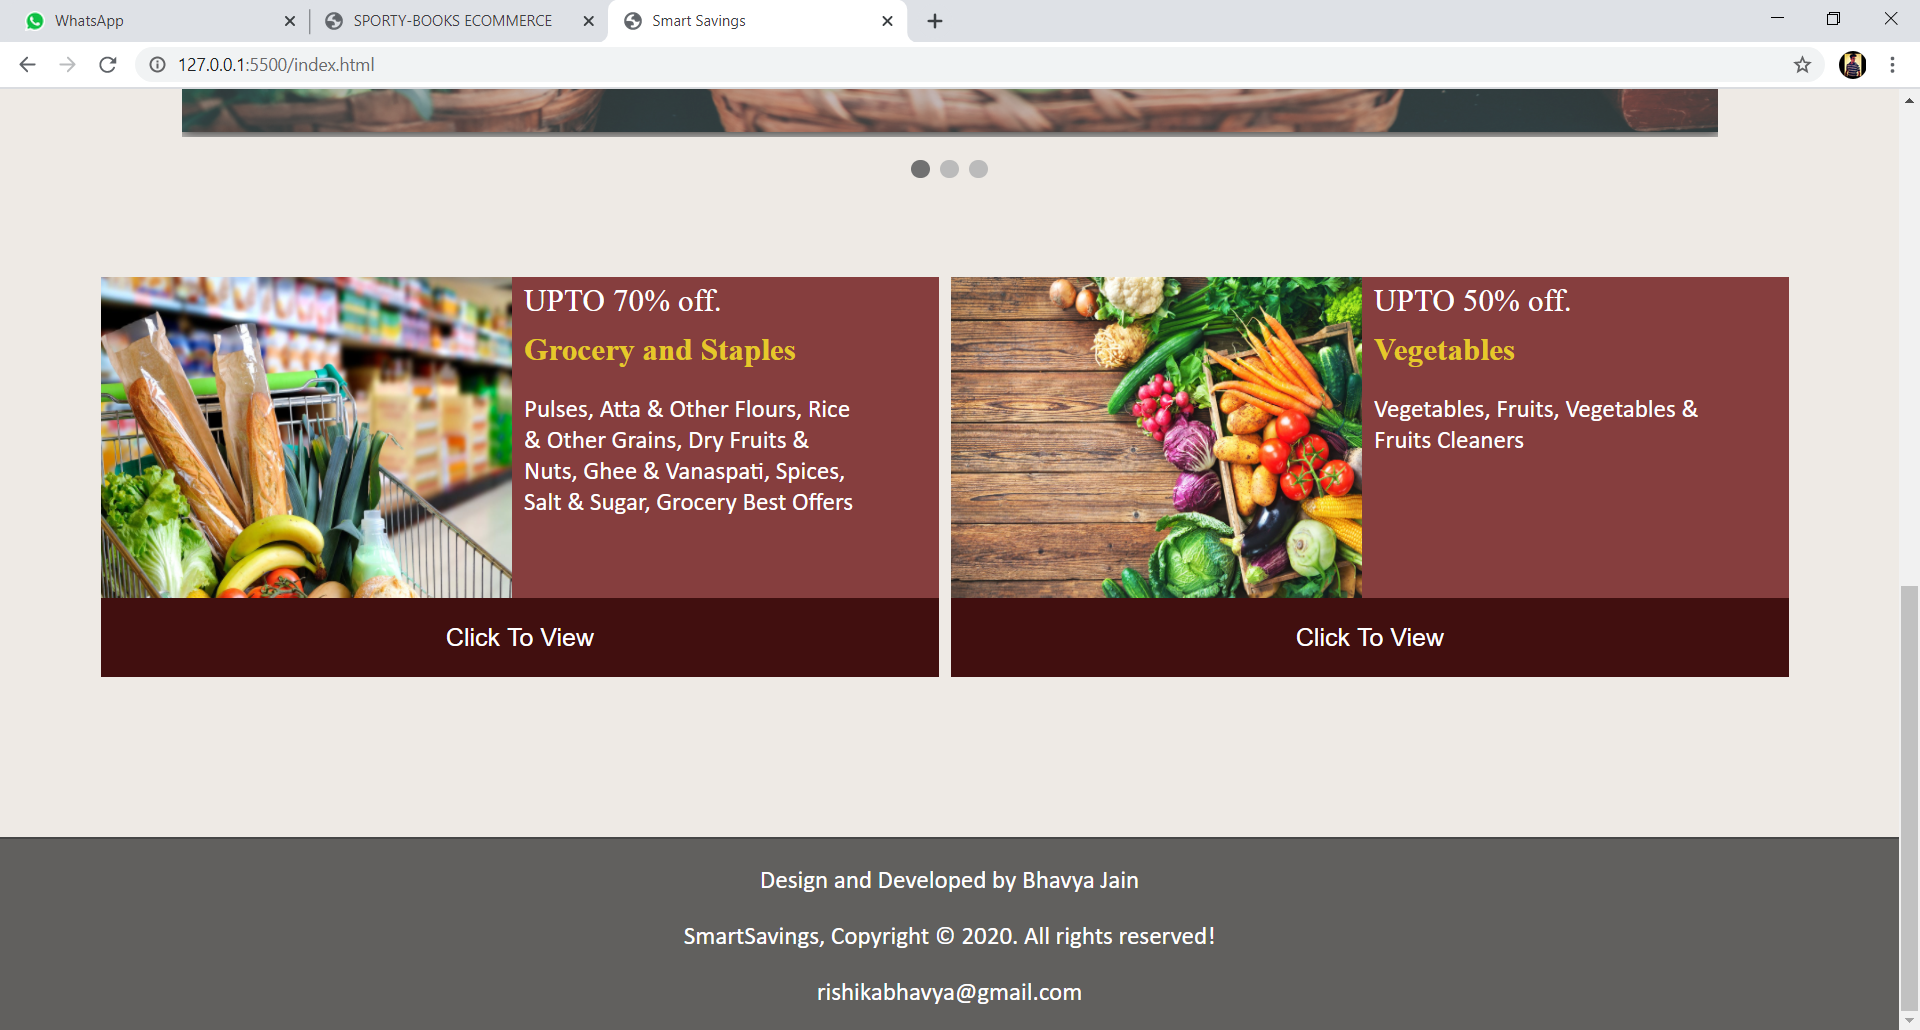 WhatsApp
SPORTY-BOOKS ECOMMERCE
Smart Savings
127.0.0.1:5500/index.html
UPTO 70% off.
Grocery and Staples
Pulses, Atta & Other Flours, Rice
& Other Grains, Dry Fruits &
Nuts, Ghee & Vanaspati, Spices,
Salt & Sugar, Grocery Best Offers
Click To View
UPTO 50% off.
Vegetables
Vegetables, Fruits, Vegetables &
Fruits Cleaners
Click To View
Design and Developed by Bhavya Jain
SmartSavings, Copyright © 2020. All rights reserved!
rishikabhavya@gmail.com